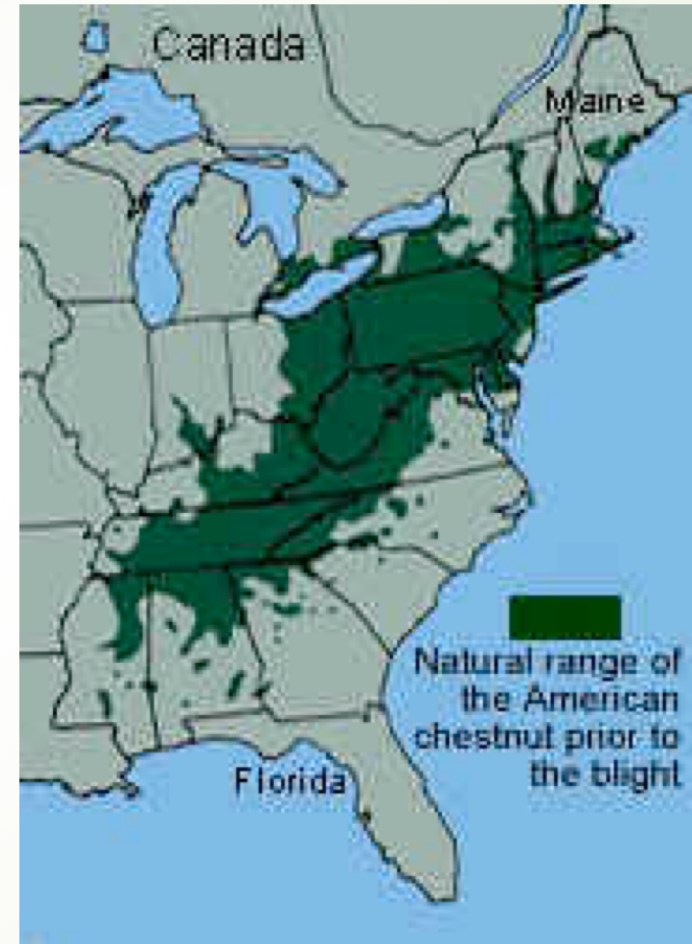 Canada
Maine
Natural range of
the American
chestnut prior to
the blight
Florida